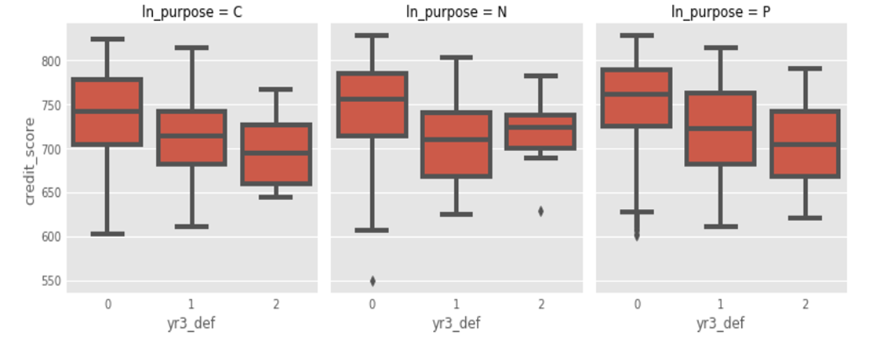 ln_purpose = C
ln_purpose = N
ln_purpose = P
credit_score
800
750
700
650
600
550
0 1 2
yr3_def
0 1 2
yr3_def
0 1 2
yr3_def